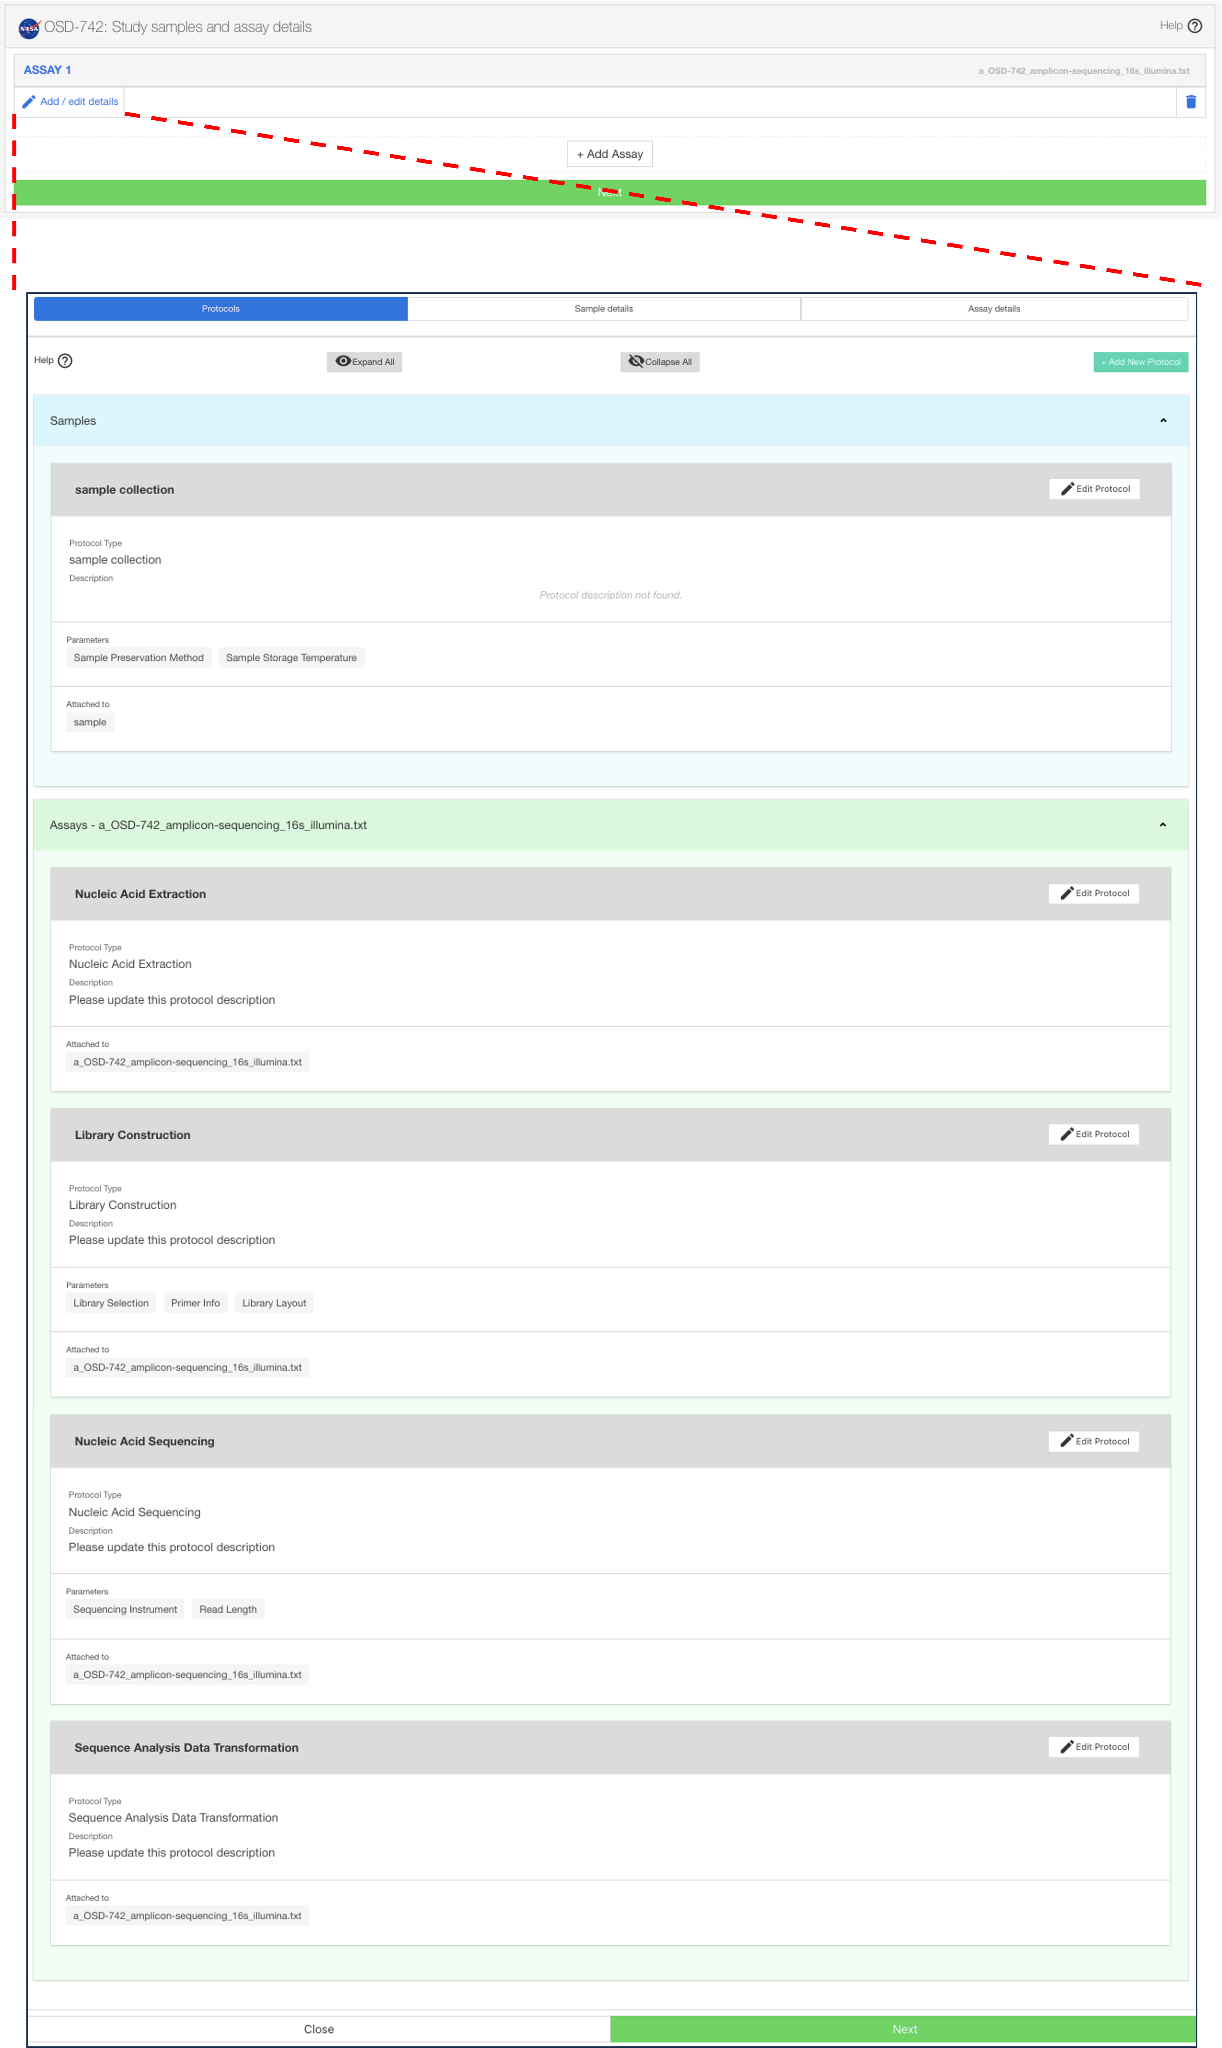 NASA
OSD-742: Study samples and assay details
Help
ASSAY 1
a_OSD-742_amplicon-sequencing_16s_illumina.txt
Add / edit details
+ Add Assay
Next
Protocols
Sample details
Assay details
Help
Expand All
Collapse All
+ Add New Protocol
Samples
sample collection
Edit Protocol
Protocol Type
sample collection
Description
Protocol description not found.
Parameters
Sample Preservation Method
Sample Storage Temperature
Attached to
sample
Assays - a_OSD-742_amplicon-sequencing_16s_illumina.txt
Nucleic Acid Extraction
Edit Protocol
Protocol Type
Nucleic Acid Extraction
Description
Please update this protocol description
Attached to
a_OSD-742_amplicon-sequencing_16s_illumina.txt
Library Construction
Edit Protocol
Protocol Type
Library Construction
Description
Please update this protocol description
Parameters
Library Selection
Primer Info
Library Layout
Attached to
a_OSD-742_amplicon-sequencing_16s_illumina.txt
Nucleic Acid Sequencing
Edit Protocol
Protocol Type
Nucleic Acid Sequencing
Description
Please update this protocol description
Parameters
Sequencing Instrument
Read Length
Attached to
a_OSD-742_amplicon-sequencing_16s_illumina.txt
Sequence Analysis Data Transformation
Edit Protocol
Protocol Type
Sequence Analysis Data Transformation
Description
Please update this protocol description
Attached to
a_OSD-742_amplicon-sequencing_16s_illumina.txt
Close
Next